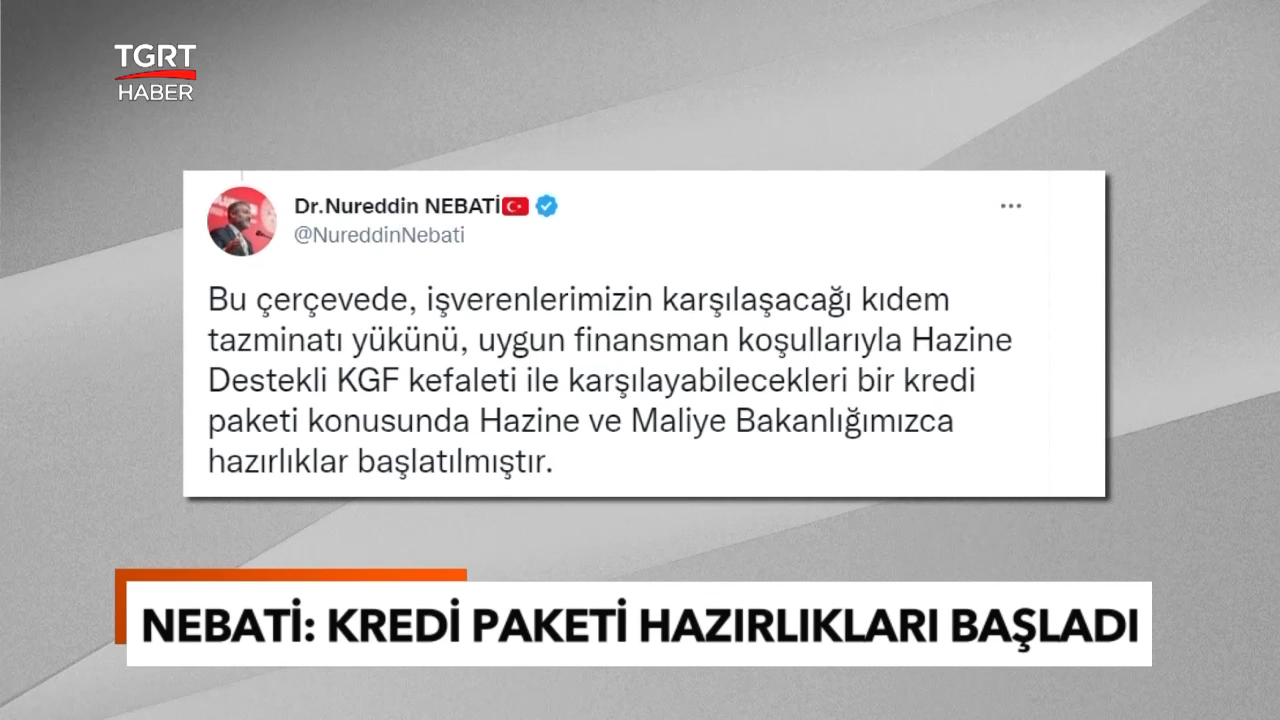 TGRT
HABER
Dr.Nureddin NEBATİ🇹🇷
@NureddinNebati
Bu çerçevede, işverenlerimizin karşılaşacağı kıdem
tazminatı yükünü, uygun finansman koşullarıyla Hazine
Destekli KGF kefaleti ile karşılayabilecekleri bir kredi
paketi konusunda Hazine ve Maliye Bakanlığımızca
hazırlıklar başlatılmıştır.
NEBATİ: KREDİ PAKETİ HAZIRLIKLARI BAŞLADI